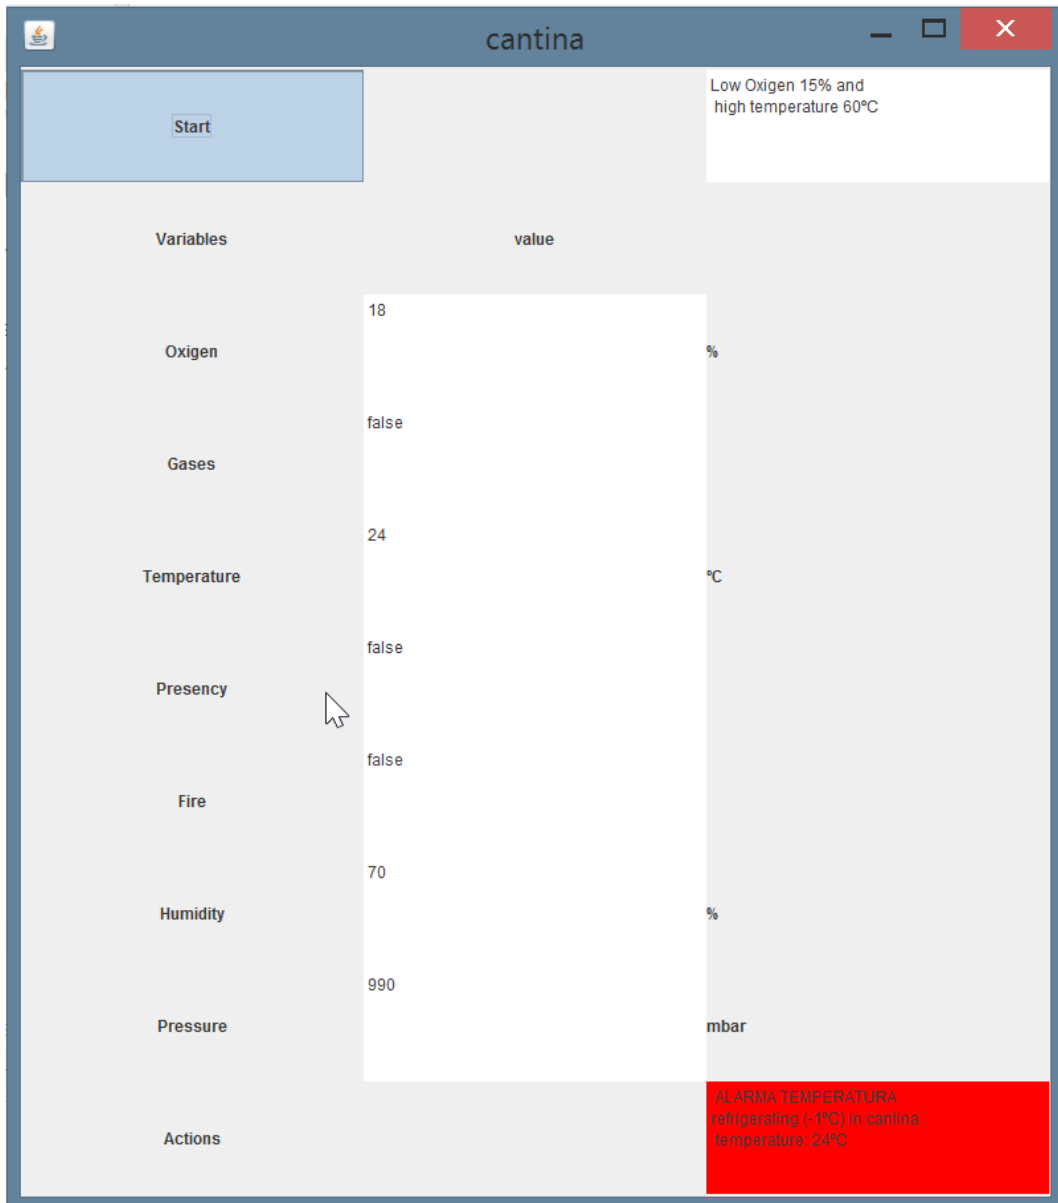 cantina
Start
Low Oxigen 15% and
high temperature 60ºC
Variables value
18
Oxigen %
false
Gases
24
Temperature ºC
false
Presency
false
Fire
70
Humidity %
990
Pressure mbar
ALARMA TEMPERATURA
refrigeraling (-1ºC) in cantina
temperature: 24ºC
Actions